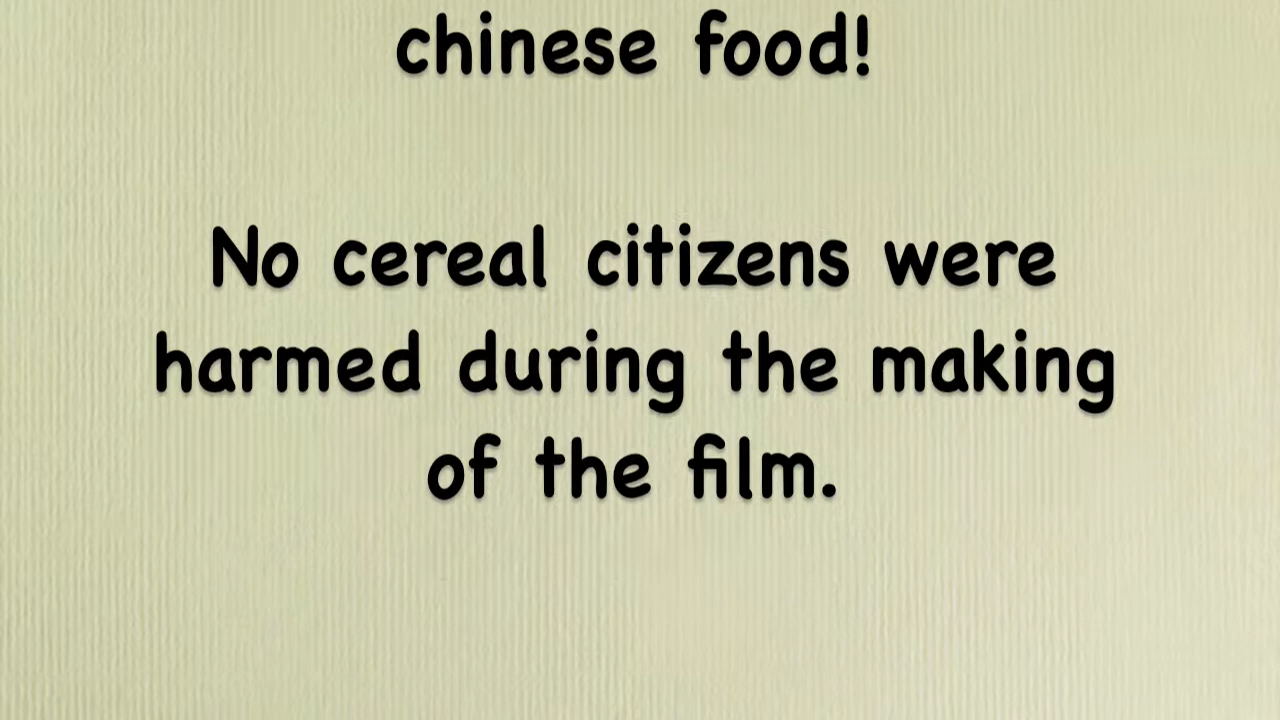 chinese food!
No cereal citizens were
harmed during the making
of the film.